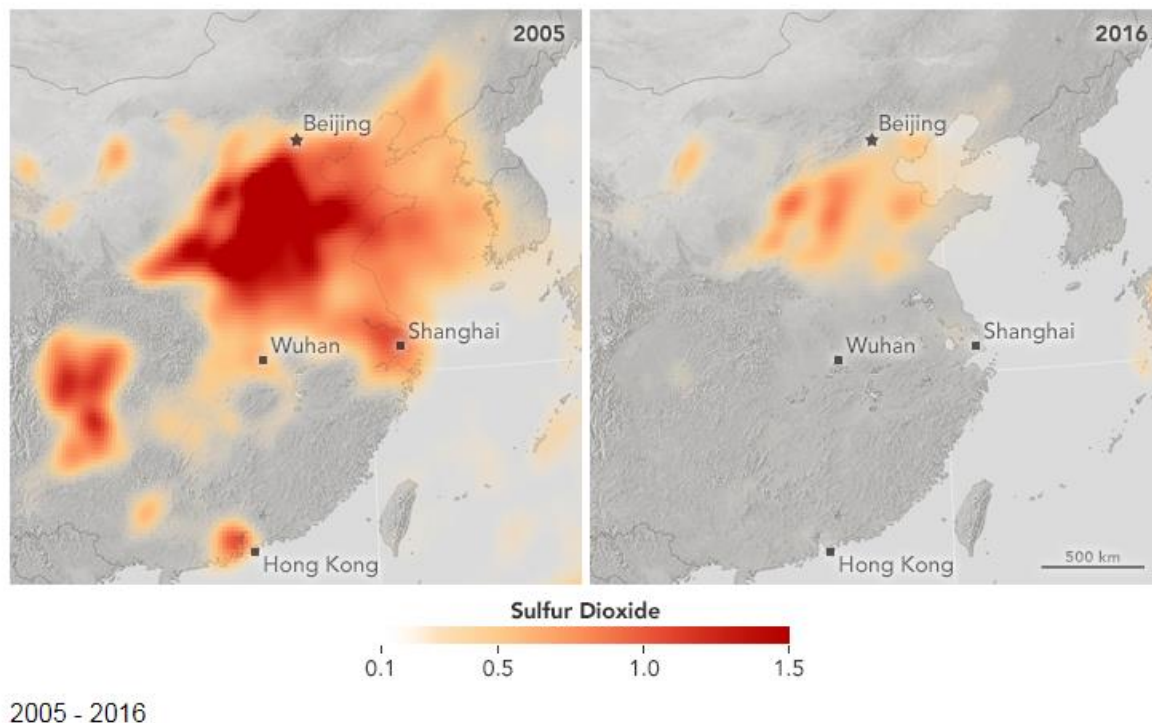 2005
Beijing
Wuhan
Shanghai
Hong Kong
2016
Beijing
Wuhan
Shanghai
Hong Kong
500 km
Sulfur Dioxide
0.1 0.5 1.0 1.5
2005 - 2016